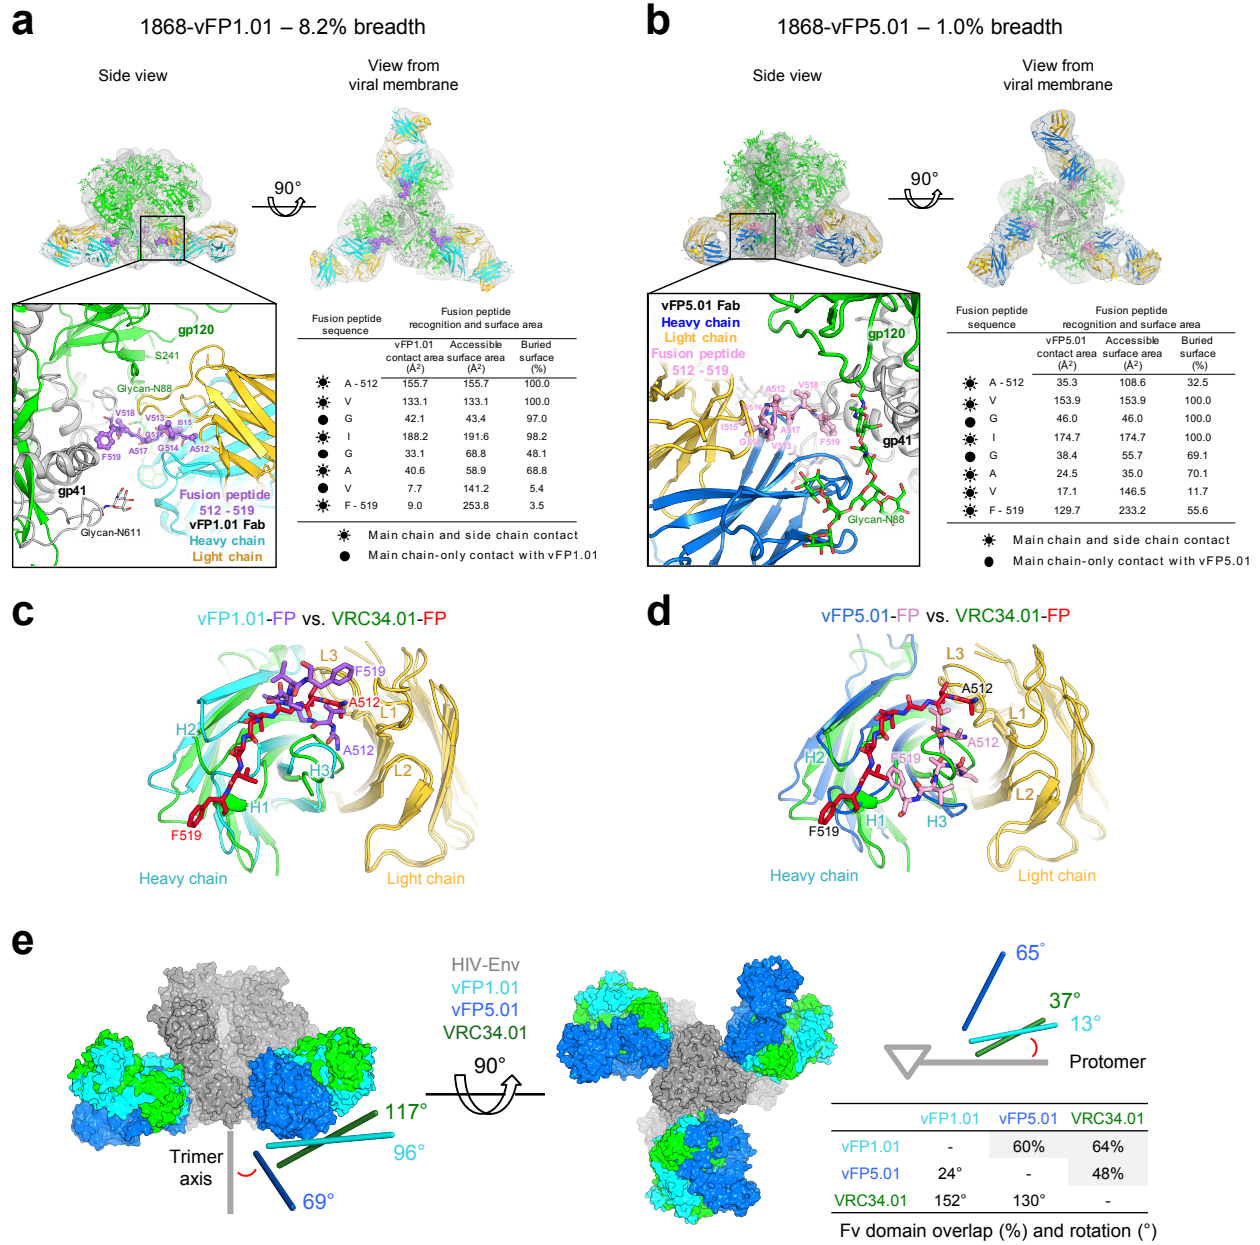 a
1868-vFP1.01 – 8.2% breadth
Side view
View from
viral membrane
90°
gp120
S241
Glycan-N88
V518
V513
I515
G516
F519
A517
G514
A512
gp41
Glycan-N611
Fusion peptide
512 - 519
vFP1.01 Fab
Heavy chain
Light chain
Fusion peptide
sequence
Fusion peptide
recognition and surface area
vFP1.01
contact area
(Å²)
Accessible
surface area
(Å²)
Buried
surface
(%)
A - 512 155.7 155.7 100.0
V 133.1 133.1 100.0
G 42.1 43.4 97.0
I 188.2 191.6 98.2
G 33.1 68.8 48.1
A 40.6 58.9 68.8
V 7.7 141.2 5.4
F - 519 9.0 253.8 3.5
Main chain and side chain contact
Main chain-only contact with vFP1.01
b
1868-vFP5.01 – 1.0% breadth
Side view
View from
viral membrane
90°
vFP5.01 Fab
Heavy chain
Light chain
Fusion peptide
512 - 519
gp120
A512
V518
I515
A517
V513
F519
gp41
Glycan-N88
Fusion peptide
sequence
Fusion peptide
recognition and surface area
vFP5.01
contact area
(Å²)
Accessible
surface area
(Å²)
Buried
surface
(%)
A - 512 35.3 108.6 32.5
V 153.9 153.9 100.0
G 46.0 46.0 100.0
I 174.7 174.7 100.0
G 38.4 55.7 69.1
A 24.5 35.0 70.1
V 17.1 146.5 11.7
F - 519 129.7 233.2 55.6
Main chain and side chain contact
Main chain-only contact with vFP5.01
c
vFP1.01-FP vs. VRC34.01-FP
L3
F519
A512
L1
H2
A512
H3
L2
H1
F519
Heavy chain
Light chain
d
vFP5.01-FP vs. VRC34.01-FP
L3
A512
L1
A512
H2
F519
L2
H1
H3
F519
Heavy chain
Light chain
e
HIV-Env
vFP1.01
vFP5.01
VRC34.01
90°
Trimer
axis
117°
96°
69°
65°
37°
13°
Protomer
vFP1.01 vFP5.01 VRC34.01
vFP1.01 - 60% 64%
vFP5.01 24° - 48%
VRC34.01 152° 130° -
Fv domain overlap (%) and rotation (°)